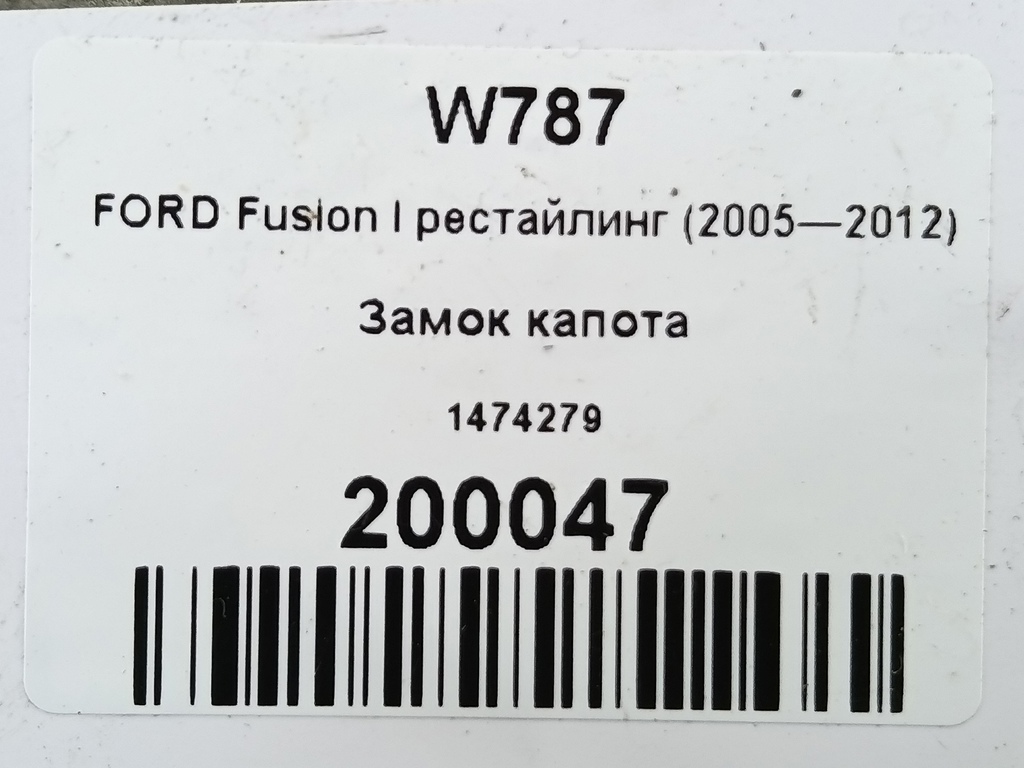 W787
FORD Fusion I рестайлинг (2005—2012)
Замок капота
1474279
200047